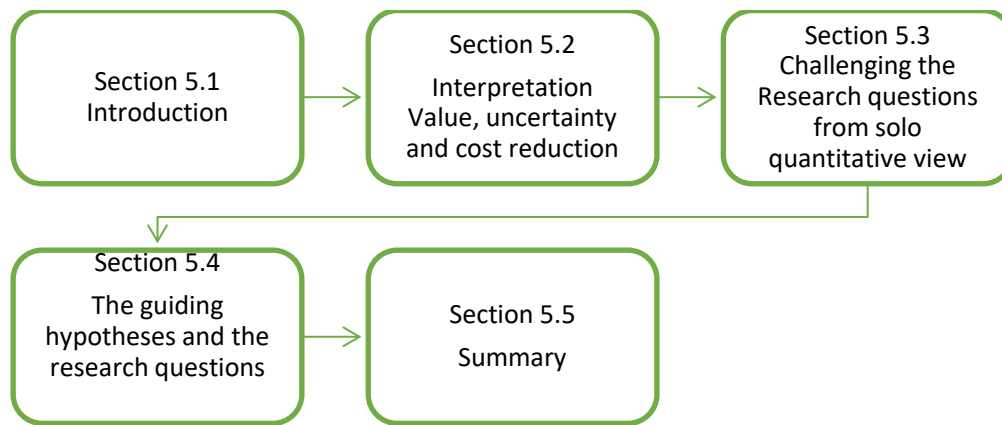 Section 5.1
Introduction
Section 5.2
Interpretation
Value, uncertainty
and cost reduction
Section 5.3
Challenging the
Research questions
from solo
quantitative view
Section 5.4
The guiding
hypotheses and the
research questions
Section 5.5
Summary